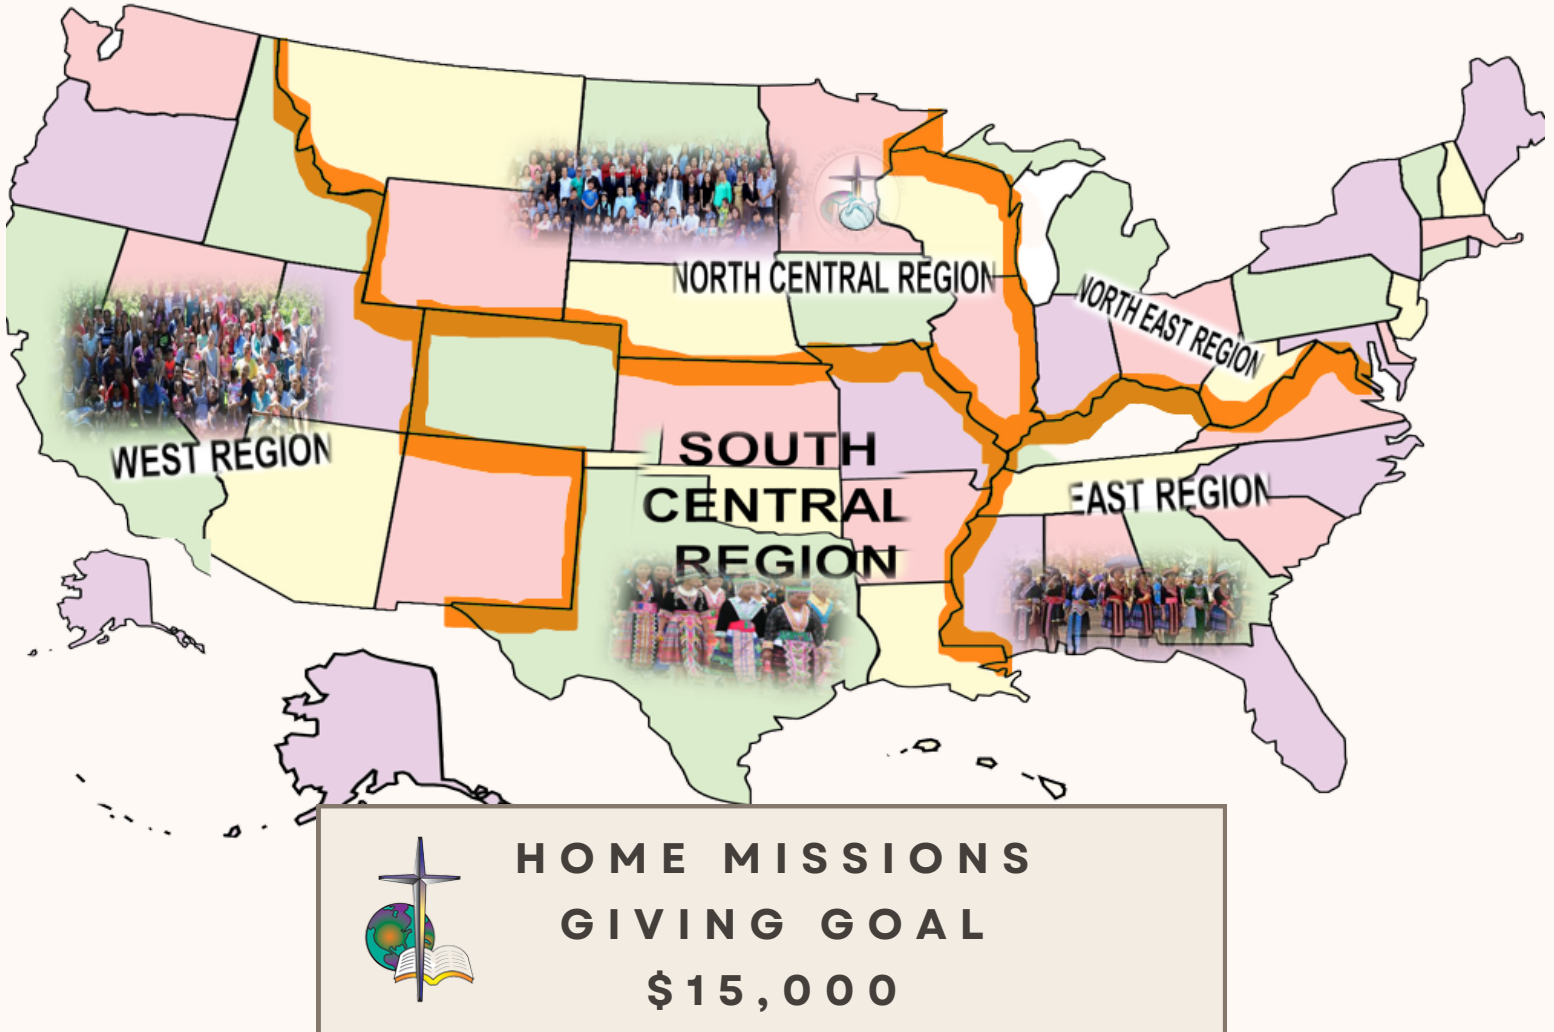 NORTH CENTRAL REGION
NORTH EAST REGION
WEST REGION
SOUTH
CENTRAL
REGION
EAST REGION
HOME MISSIONS
GIVING GOAL
$15,000